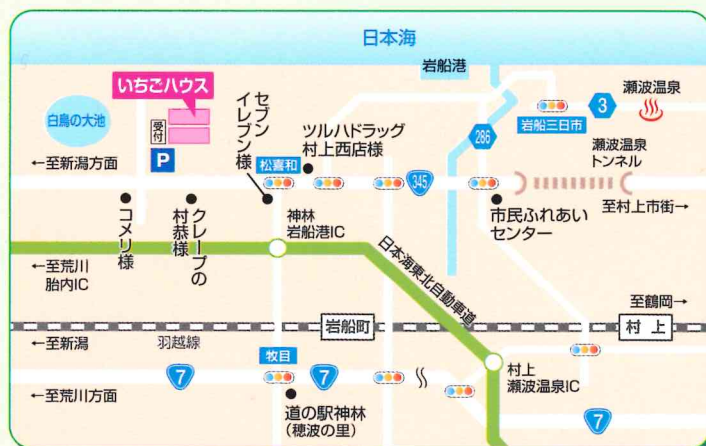 日本海
岩船港
瀬波温泉
いちごハウス
白鳥の大池
受付
P
セブン
イレブン様
ツルハドラッグ
村上西店様
松喜和
286
岩船三日市
3
瀬波温泉
トンネル
←至新潟方面
345
至村上市街→
コメリ様
クレープの
村恭様
神林
岩船港IC
市民ふれあい
センター
←至荒川
胎内IC
日本海東北自動車道
至鶴岡→
岩船町
村上
←至新潟
羽越線
7
牧目
7
村上
瀬波温泉IC
←至荒川方面
道の駅神林
(穂波の里)
7